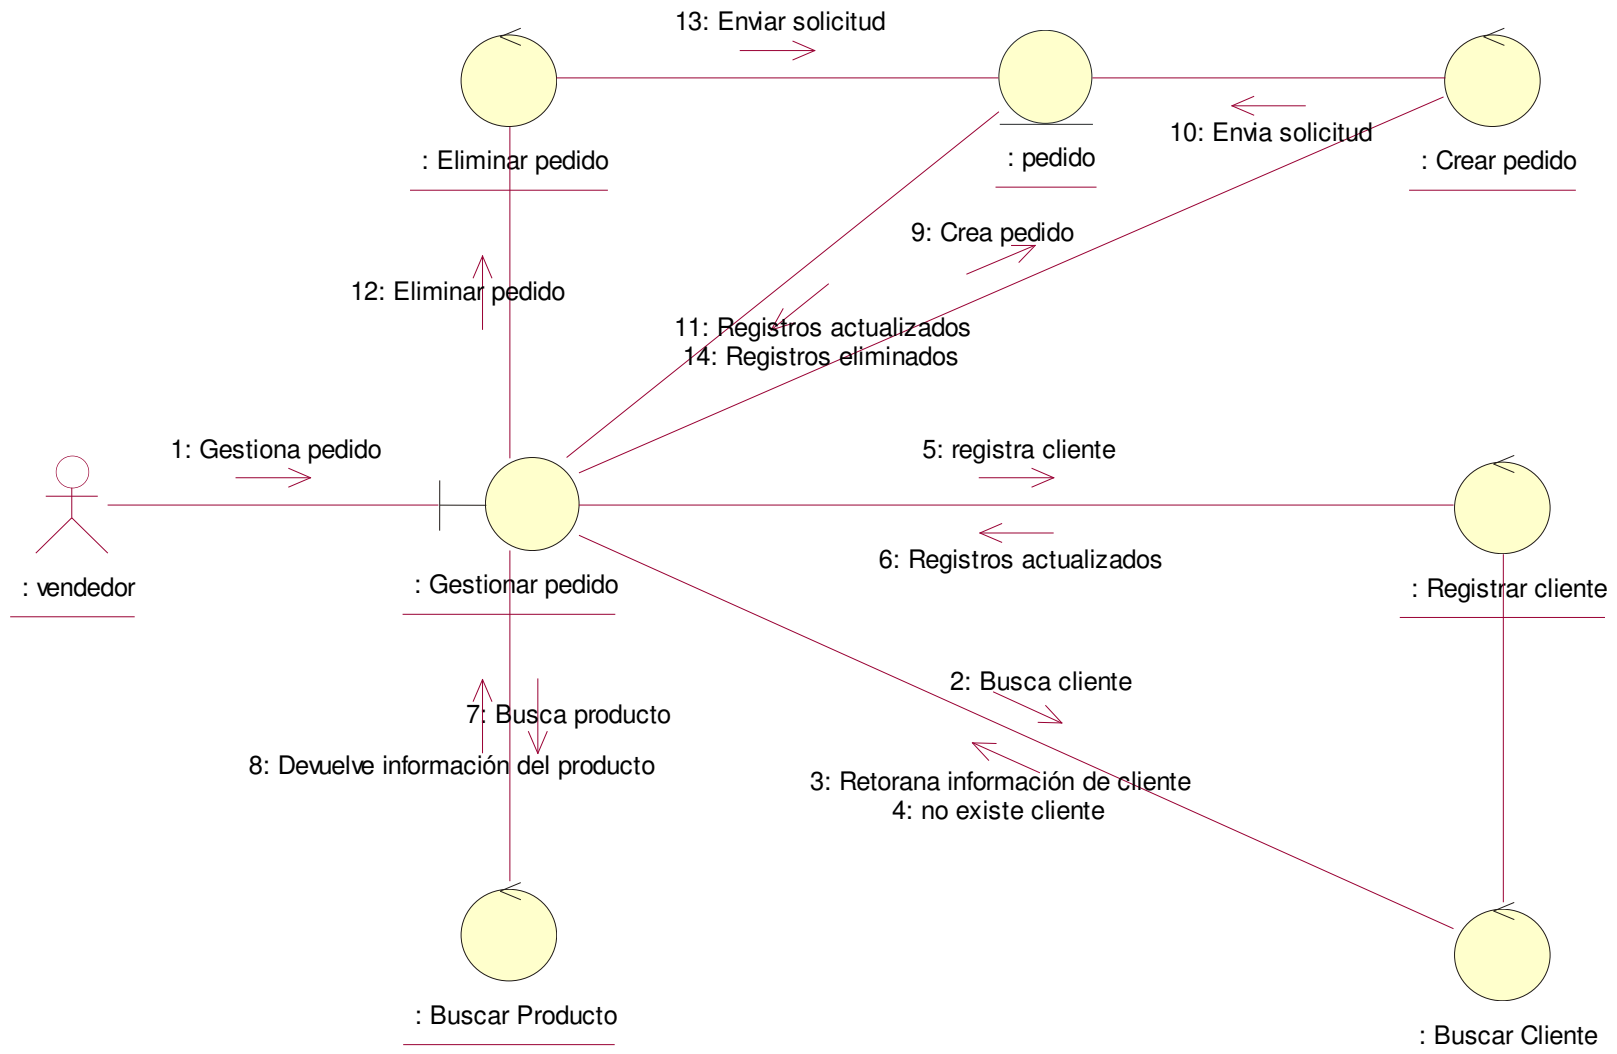 13: Enviar solicitud
10: Envia solicitud
: Eliminar pedido
: pedido
: Crear pedido
9: Crea pedido
12: Eliminar pedido
11: Registros actualizados
14: Registros eliminados
1: Gestiona pedido
5: registra cliente
6: Registros actualizados
: vendedor
: Gestionar pedido
: Registrar cliente
2: Busca cliente
7: Busca producto
8: Devuelve información del producto
3: Retorana información de cliente
4: no existe cliente
: Buscar Producto
: Buscar Cliente